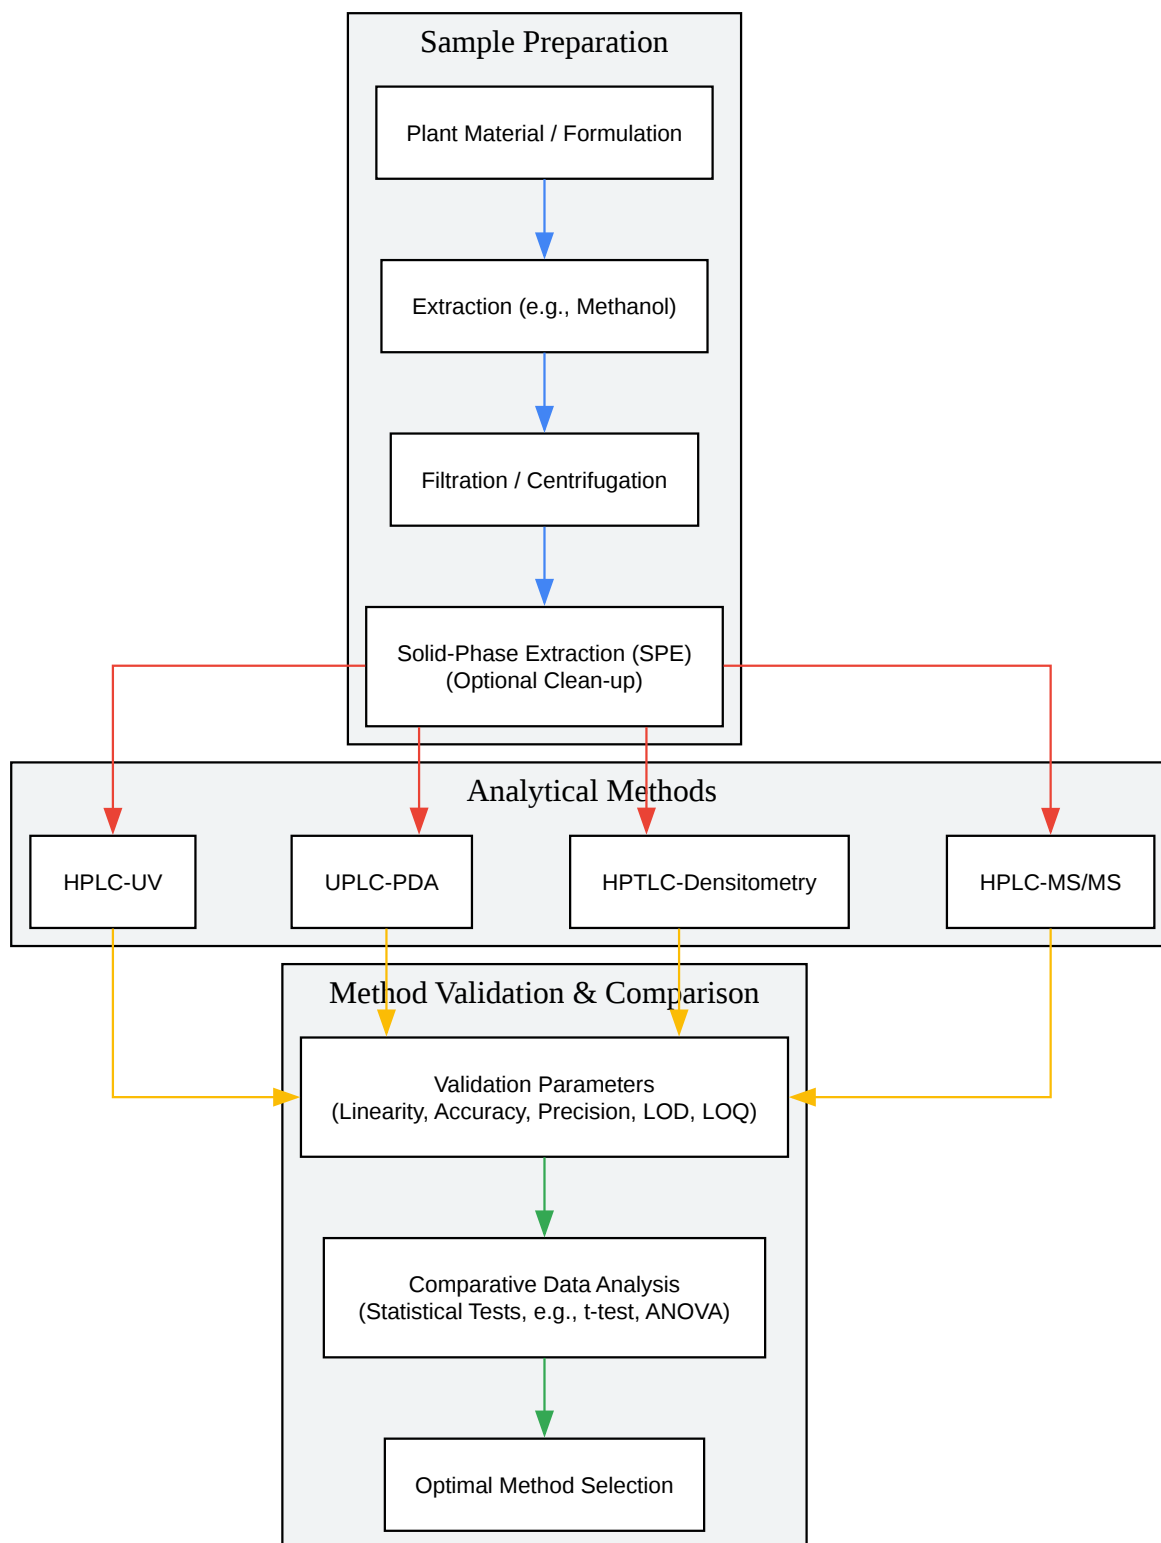 Sample Preparation
Plant Material / Formulation
Extraction (e.g., Methanol)
Filtration / Centrifugation
Solid-Phase Extraction (SPE)
(Optional Clean-up)
Analytical Methods
HPLC-UV
UPLC-PDA
HPTLC-Densitometry
HPLC-MS/MS
Method Validation & Comparison
Validation Parameters
(Linearity, Accuracy, Precision, LOD, LOQ)
Comparative Data Analysis
(Statistical Tests, e.g., t-test, ANOVA)
Optimal Method Selection